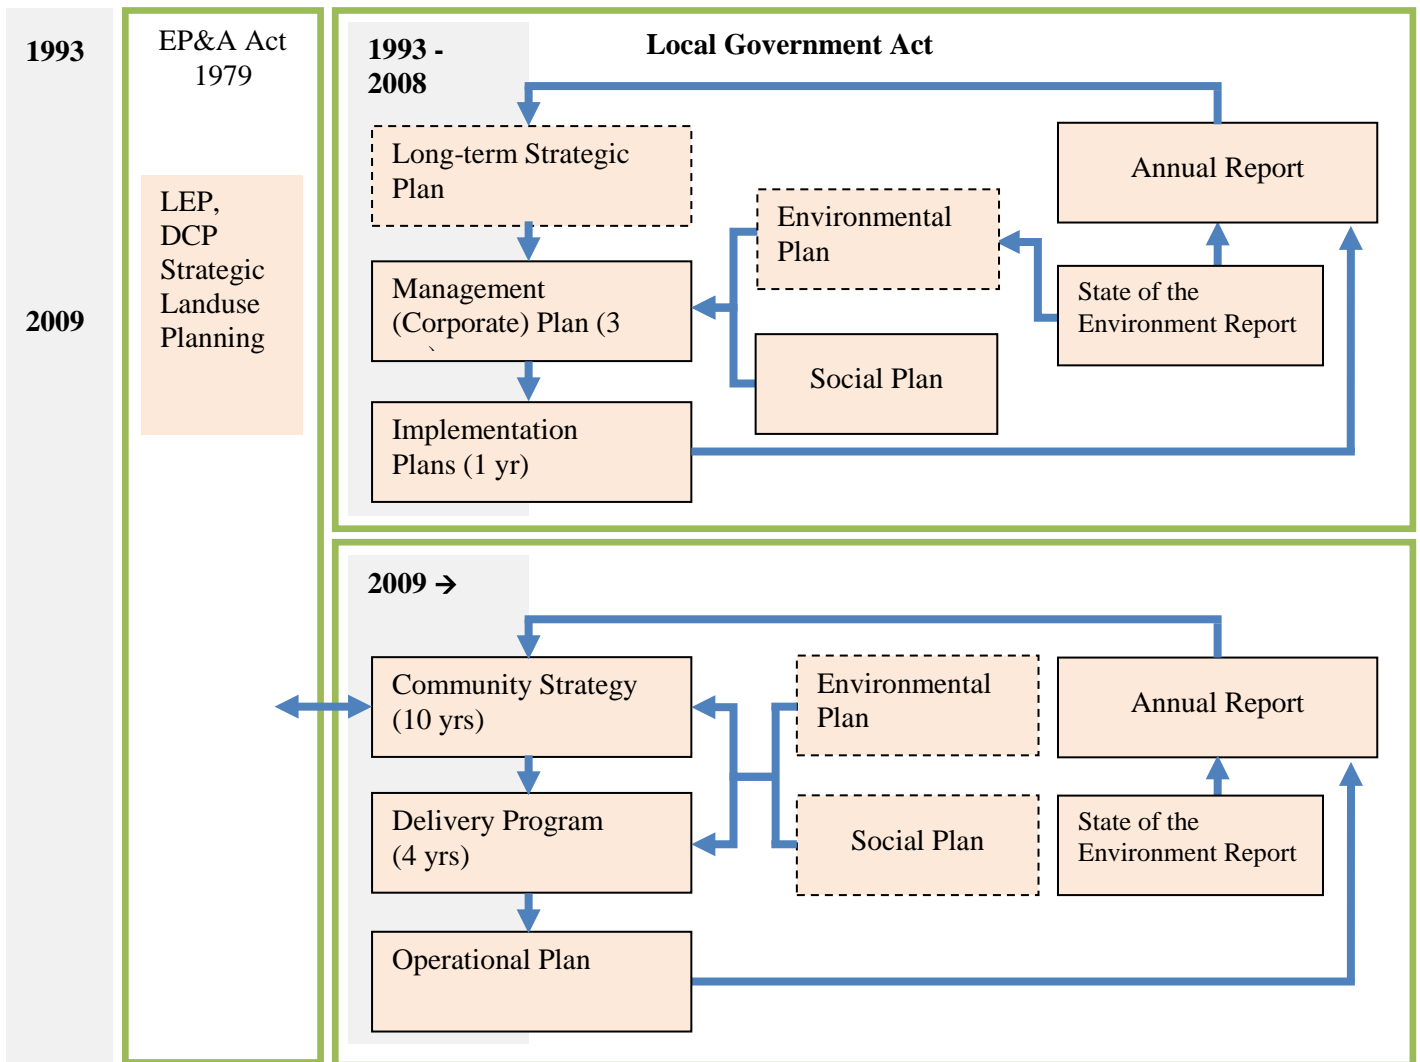 1993
2009
EP&A Act
1979
LEP,
DCP
Strategic
Landuse
Planning
Local Government Act
1993 -
2008
Long-term Strategic
Plan
Management
(Corporate) Plan (3
Implementation
Plans (1 yr)
Environmental
Plan
Social Plan
Annual Report
State of the
Environment Report
2009 →
Community Strategy
(10 yrs)
Delivery Program
(4 yrs)
Operational Plan
Environmental
Plan
Social Plan
Annual Report
State of the
Environment Report